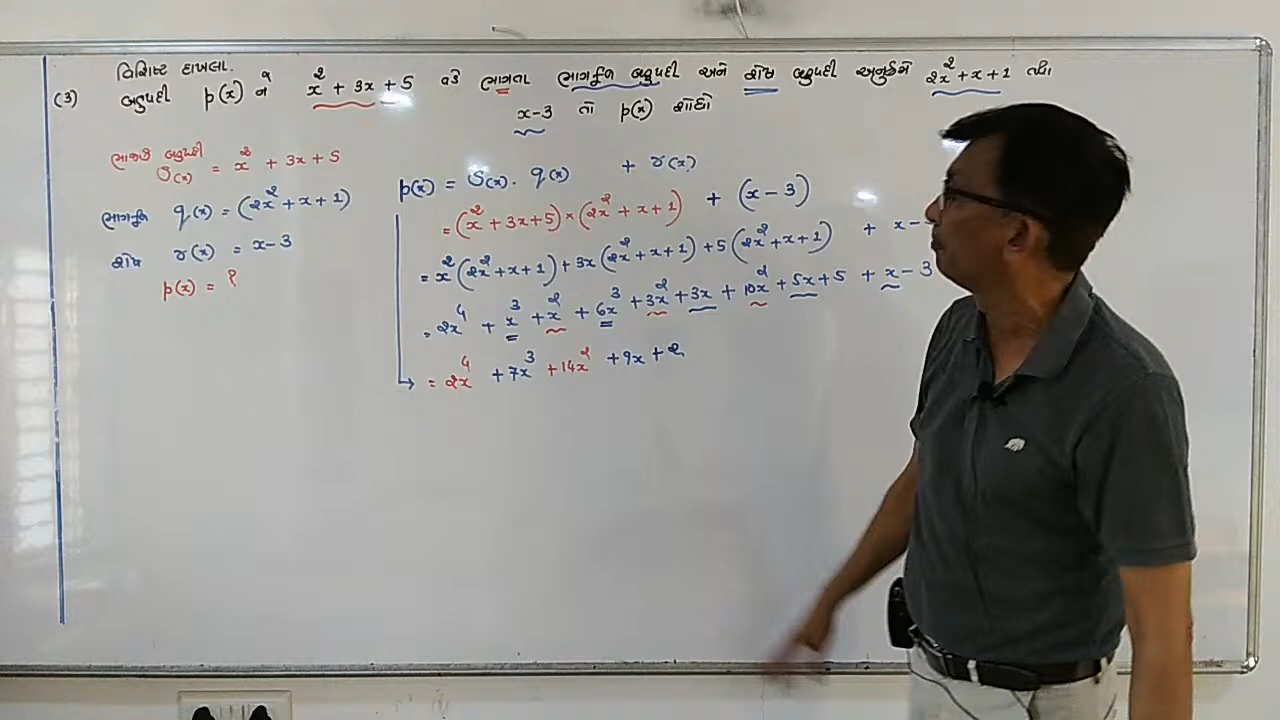 વિશિષ્ટ દાખલા.
(3) બહુપદી p(x) ને x² + 3x + 5 વડે ભાગતા ભાગફળ બહુપદી અને શેષ બહુપદી અનુક્રમે 2x² + x + 1 તથા
x-3 તો p(x) શોધો
ભાજક બહુપદી
S(x) = x² + 3x + 5
ભાગફળ q(x) = (2x² + x + 1)
શેષ r(x) = x-3
p(x) = ?
p(x) = S(x) . q(x) + r(x)
= (x² + 3x + 5) × (2x² + x + 1) + (x - 3)
= x²(2x² + x + 1) + 3x(2x² + x + 1) + 5(2x² + x + 1) + x -
= 2x⁴ + x³ + x² + 6x³ + 3x² + 3x + 10x² + 5x + 5 + x - 3
= 2x⁴ + 7x³ + 14x² + 9x + 2